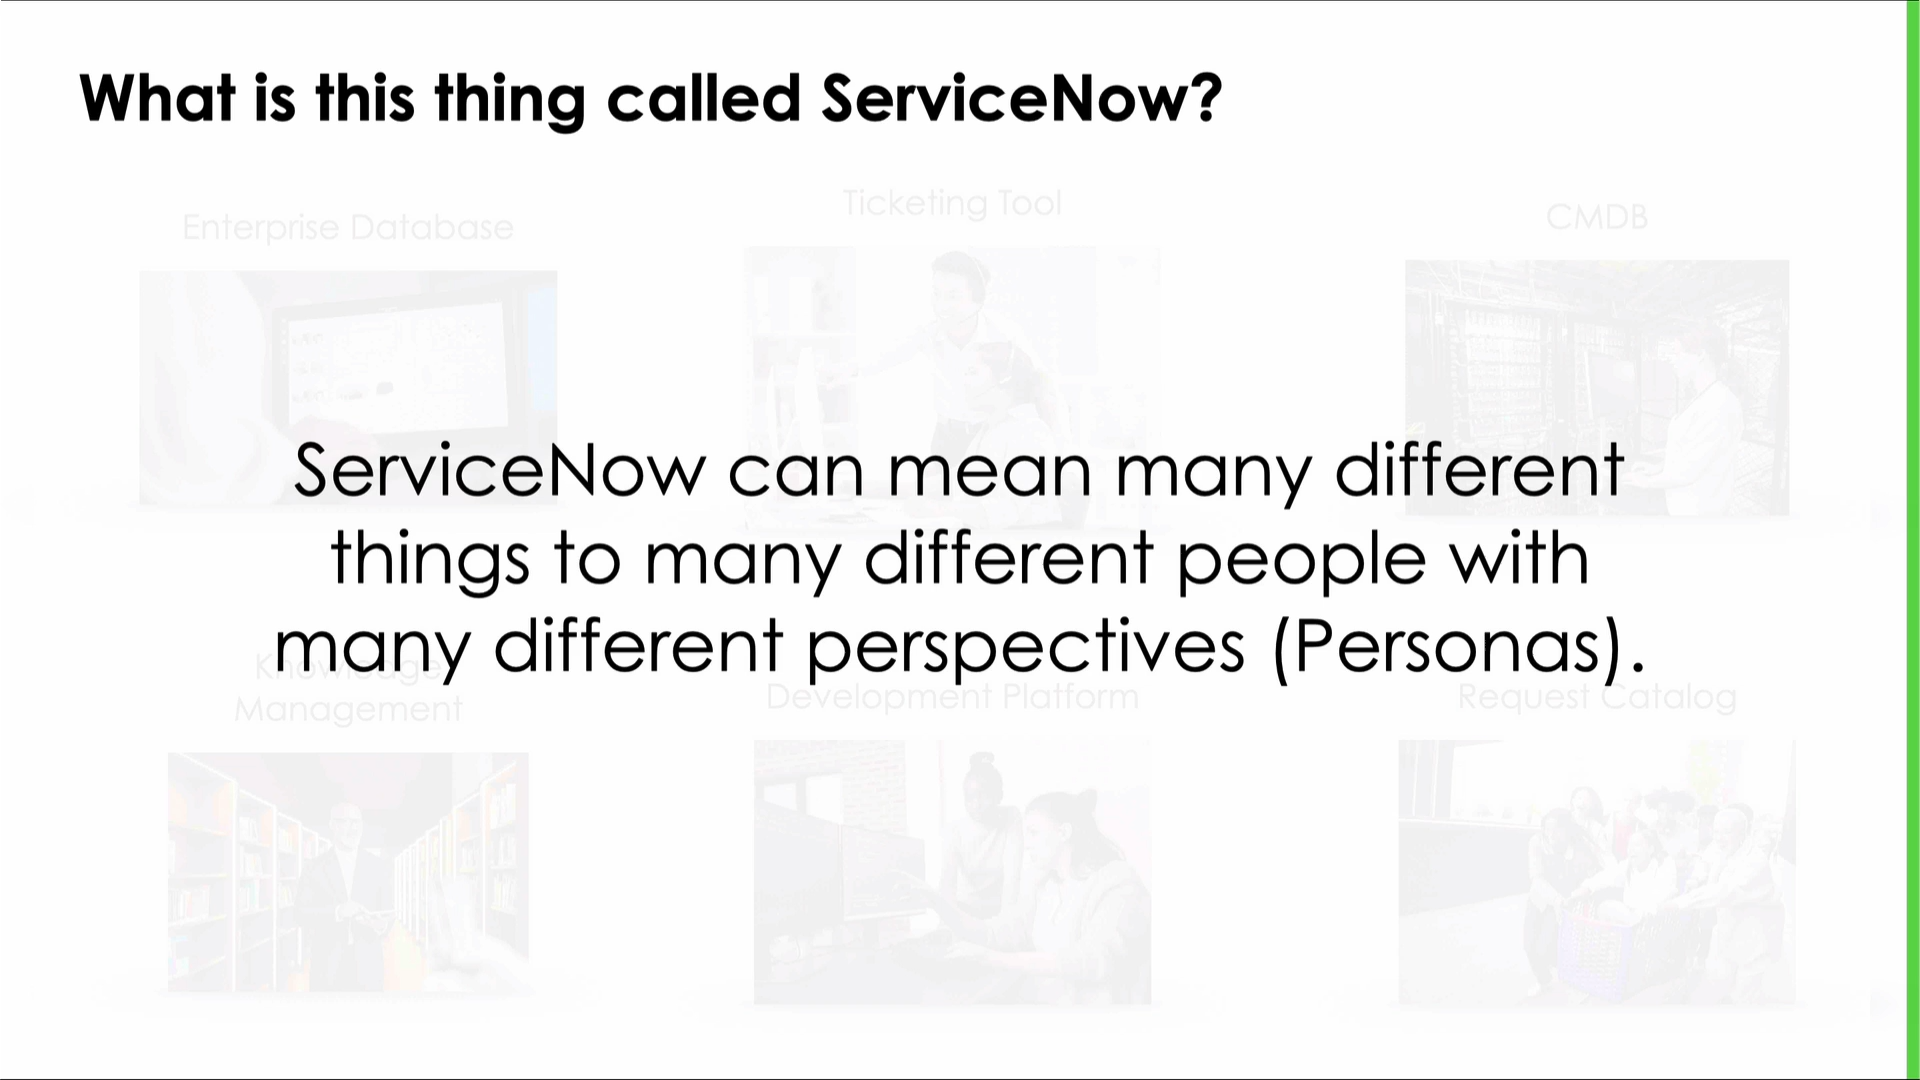 What is this thing called ServiceNow?
Ticketing Tool
Enterprise Database
CMDB
ServiceNow can mean many different
things to many different people with
many different perspectives (Personas).
Knowledge
Management
Development Platform
Request Catalog